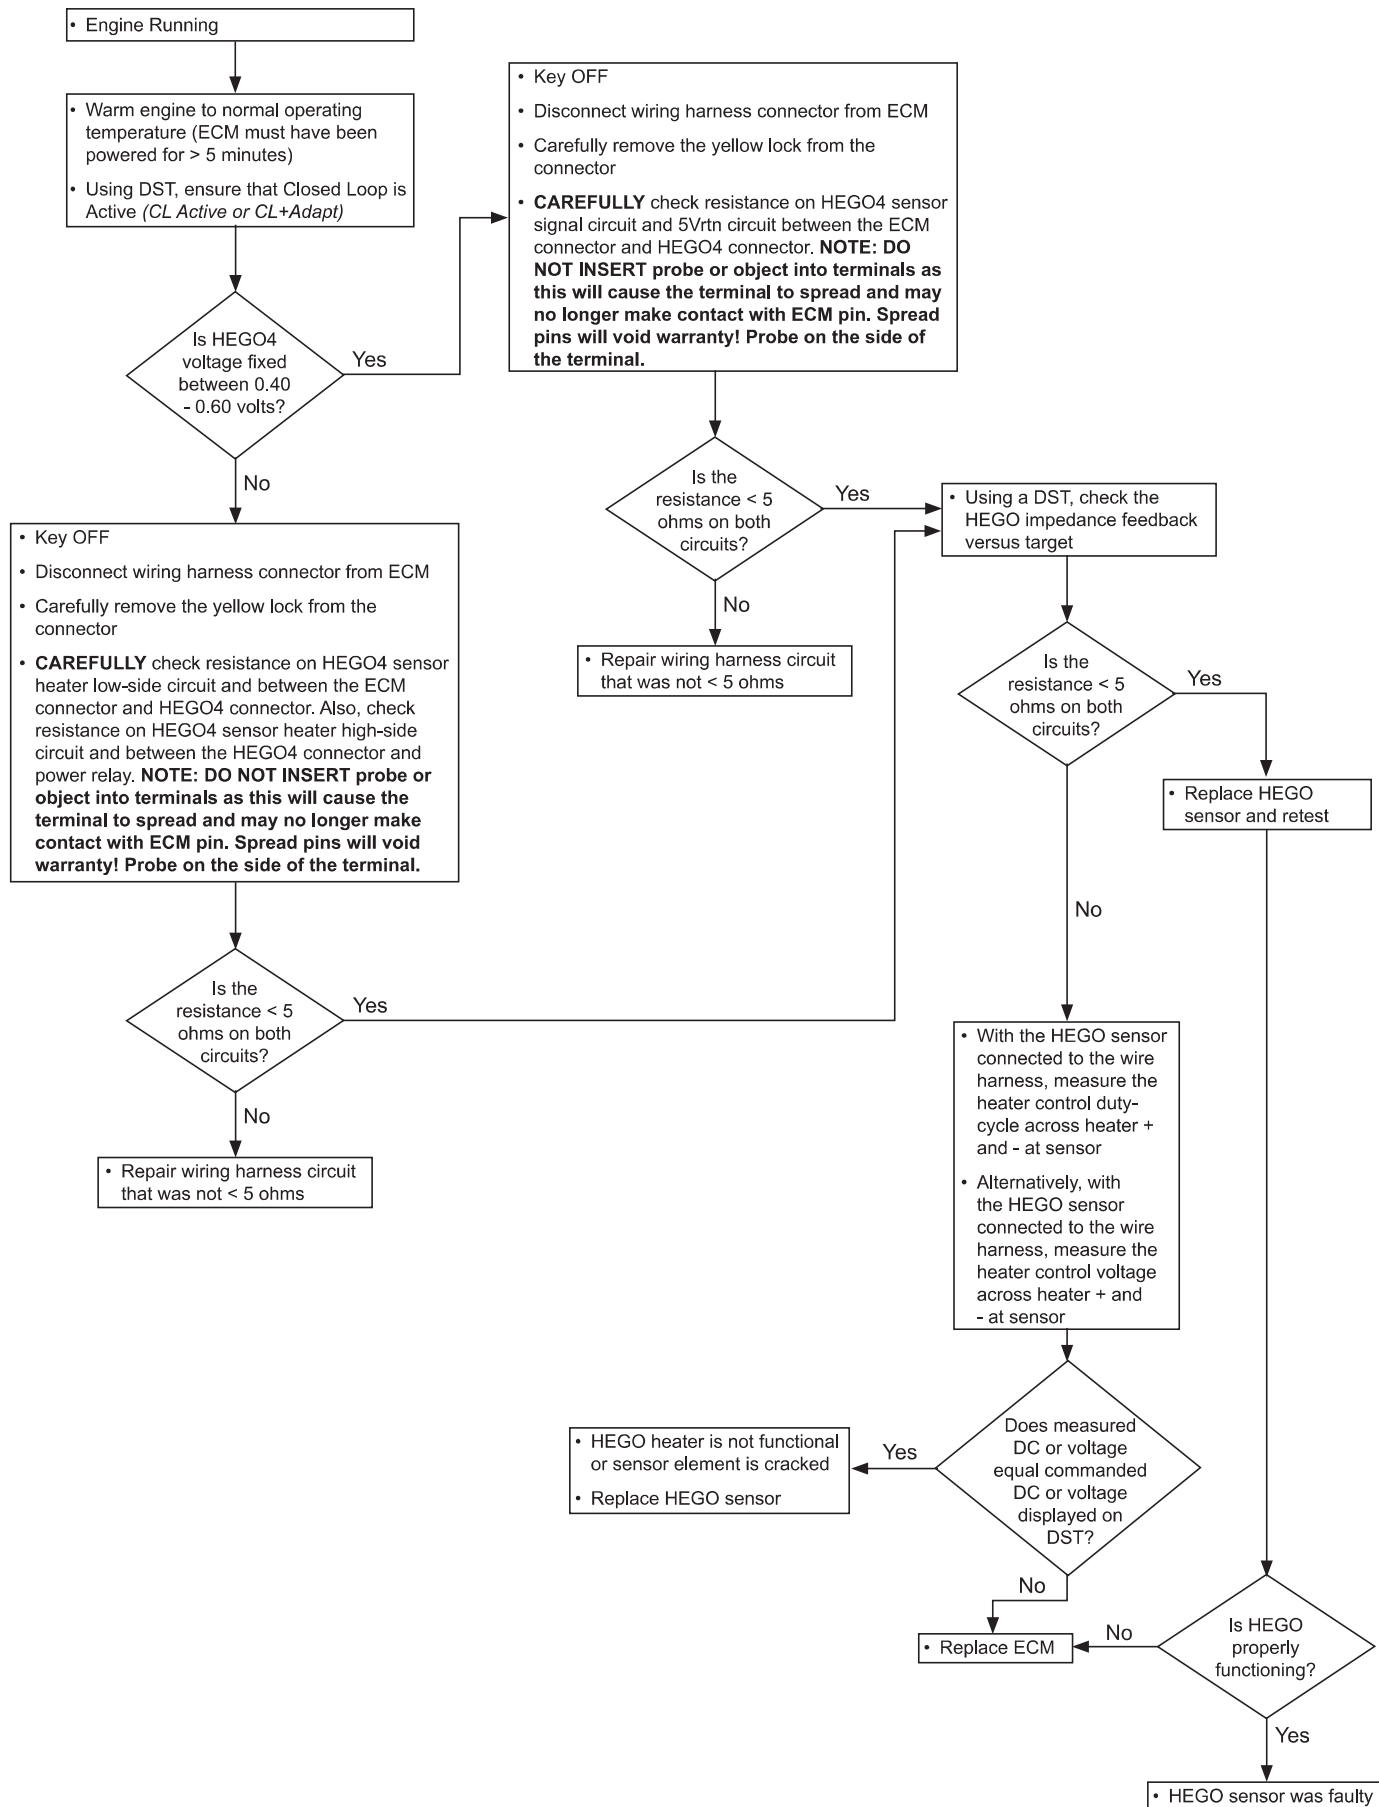 • Engine Running
• Warm engine to normal operating
temperature (ECM must have been
powered for > 5 minutes)
• Using DST, ensure that Closed Loop is
Active (CL Active or CL+Adapt)
Is HEGO4
voltage fixed
between 0.40
- 0.60 volts?
Yes
No
• Key OFF
• Disconnect wiring harness connector from ECM
• Carefully remove the yellow lock from the
connector
• CAREFULLY check resistance on HEGO4 sensor
signal circuit and 5Vrtn circuit between the ECM
connector and HEGO4 connector. NOTE: DO
NOT INSERT probe or object into terminals as
this will cause the terminal to spread and may
no longer make contact with ECM pin. Spread
pins will void warranty! Probe on the side of
the terminal.
Is the
resistance < 5
ohms on both
circuits?
Yes
No
• Repair wiring harness circuit
that was not < 5 ohms
• Key OFF
• Disconnect wiring harness connector from ECM
• Carefully remove the yellow lock from the
connector
• CAREFULLY check resistance on HEGO4 sensor
heater low-side circuit and between the ECM
connector and HEGO4 connector. Also, check
resistance on HEGO4 sensor heater high-side
circuit and between the HEGO4 connector and
power relay. NOTE: DO NOT INSERT probe or
object into terminals as this will cause the
terminal to spread and may no longer make
contact with ECM pin. Spread pins will void
warranty! Probe on the side of the terminal.
Is the
resistance < 5
ohms on both
circuits?
Yes
No
• Repair wiring harness circuit
that was not < 5 ohms
• Using a DST, check the
HEGO impedance feedback
versus target
Is the
resistance < 5
ohms on both
circuits?
Yes
No
• Replace HEGO
sensor and retest
• With the HEGO sensor
connected to the wire
harness, measure the
heater control duty-
cycle across heater +
and - at sensor
• Alternatively, with
the HEGO sensor
connected to the wire
harness, measure the
heater control voltage
across heater + and
- at sensor
Does measured
DC or voltage
equal commanded
DC or voltage
displayed on
DST?
Yes
• HEGO heater is not functional
or sensor element is cracked
• Replace HEGO sensor
No
• Replace ECM
Is HEGO
properly
functioning?
No
Yes
• HEGO sensor was faulty